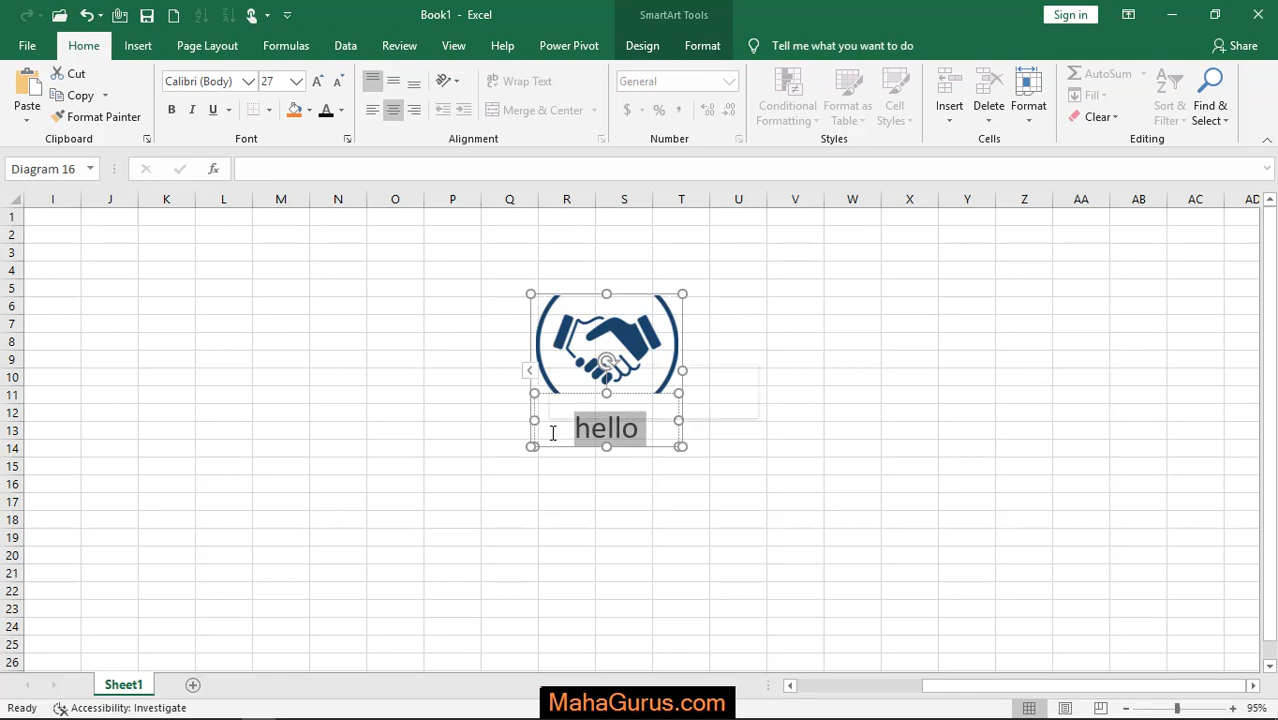 Book1 - Excel
SmartArt Tools
Sign in
File
Home
Insert
Page Layout
Formulas
Data
Review
View
Help
Power Pivot
Design
Format
Tell me what you want to do
Share
Paste
Cut
Copy
Format Painter
Clipboard
Calibri (Body)
27
A A
B I U
A
Font
ab
Wrap Text
Merge & Center
Alignment
General
$ % ,
Number
Conditional Formatting
Format as Table
Cell Styles
Styles
Insert
Delete
Format
Cells
AutoSum
Fill
Clear
Sort & Filter
Find & Select
Editing
Diagram 16
fx
I J K L M N O P Q R S T U V W X Y Z AA AB AC AD
1
2
3
4
5
6
7
8
9
10
11
12
13
14
15
16
17
18
19
20
21
22
23
24
25
26
hello
Sheet1
Ready
Accessibility: Investigate
MahaGurus.com
95%